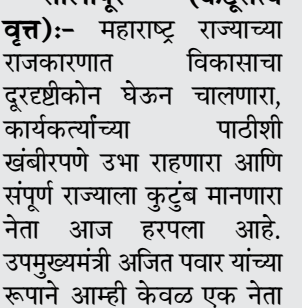 वृत्त):- महाराष्ट्र राज्याच्या
राजकारणात विकासाचा
दूरदृष्टीकोन घेऊन चालणारा,
कार्यकर्त्यांच्या पाठीशी
खंबीरपणे उभा राहणारा आणि
संपूर्ण राज्याला कुटुंब मानणारा
नेता आज हरपला आहे.
उपमुख्यमंत्री अजित पवार यांच्या
रूपाने आम्ही केवळ एक नेता